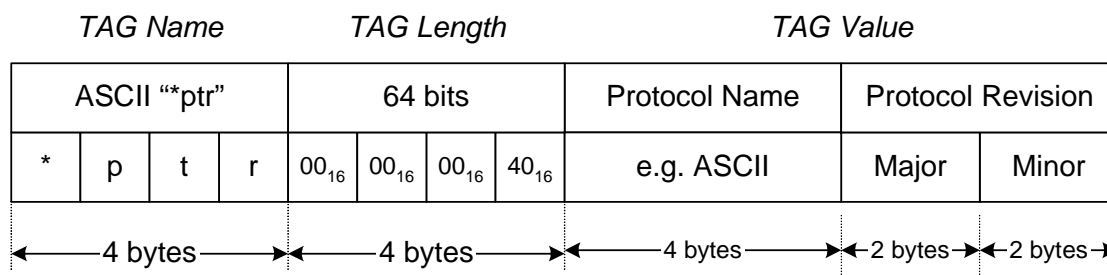 TAG Name TAG Length TAG Value
ASCII “*ptr” 64 bits Protocol Name Protocol Revision
* p t r 00₁₆ 00₁₆ 00₁₆ 40₁₆ e.g. ASCII Major Minor
4 bytes 4 bytes 4 bytes 2 bytes 2 bytes